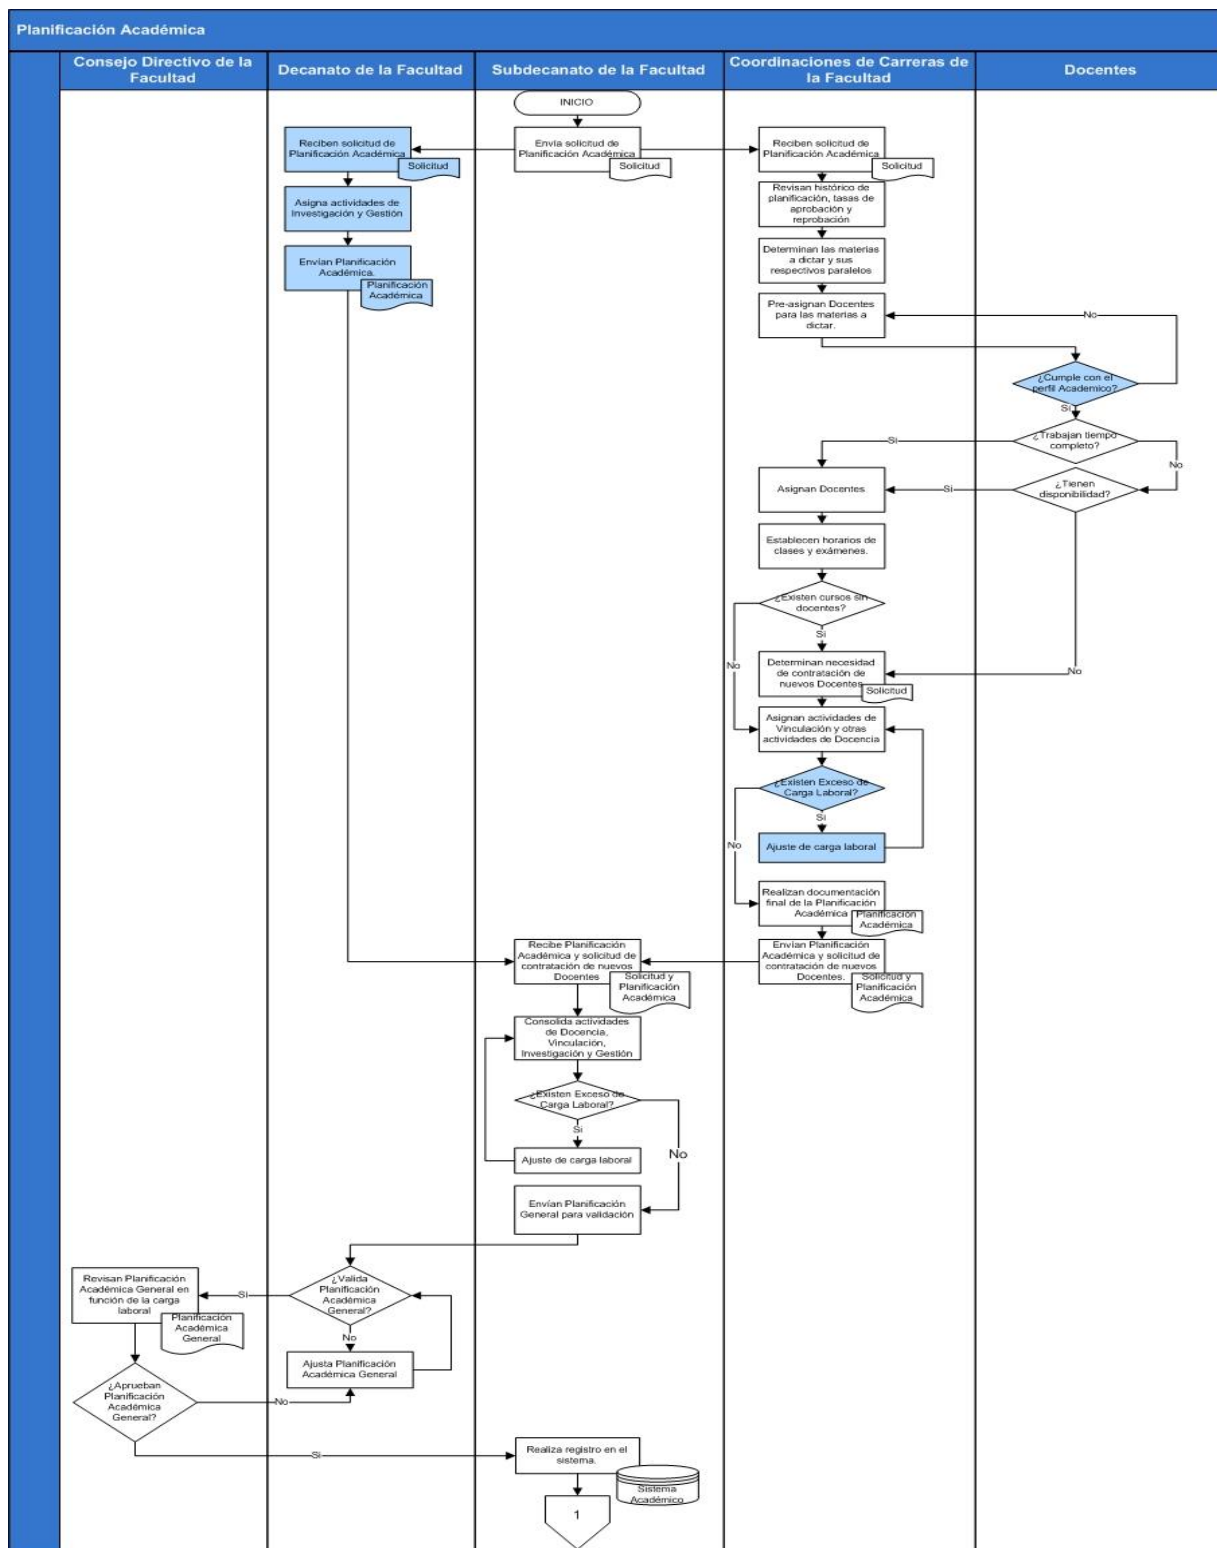 Planificación Académica
Consejo Directivo de la
Facultad
Decanato de la Facultad
Subdecanato de la Facultad
Coordinaciones de Carreras de
la Facultad
Docentes
INICIO
Reciben solicitud de
Planificación Académica
Solicitud
Envía solicitud de
Planificación Académica
Solicitud
Reciben solicitud de
Planificación Académica
Solicitud
Asigna actividades de
Investigación y Gestión
Revisan histórico de
planificación, tasas de
aprobación y
reprobación
Envían Planificación
Académica.
Planificación
Académica
Determinan las materias
a dictar y sus
respectivos paralelos
Pre-asignan Docentes
para las materias a
dictar.
No
¿Cumple con el
perfil Academico?
Si
¿Trabajan tiempo
completo?
Si
No
Asignan Docentes
Si
¿Tienen
disponibilidad?
Establecen horarios de
clases y exámenes.
¿Existen cursos sin
docentes?
Si
No
Determinan necesidad
de contratación de
nuevos Docentes
Solicitud
No
Asignan actividades de
Vinculación y otras
actividades de Docencia
¿Existen Exceso de
Carga Laboral?
Si
No
Ajuste de carga laboral
Realizan documentación
final de la Planificación
Académica
Planificación
Académica
Recibe Planificación
Académica y solicitud de
contratación de nuevos
Docentes
Solicitud y
Planificación
Académica
Envían Planificación
Académica y solicitud de
contratación de nuevos
Docentes.
Solicitud y
Planificación
Académica
Consolida actividades
de Docencia,
Vinculación,
Investigación y Gestión
¿Existen Exceso de
Carga Laboral?
Si
No
Ajuste de carga laboral
Envían Planificación
General para validación
Revisan Planificación
Académica General en
función de la carga
laboral
Planificación
Académica
General
Si
¿Valida
Planificación
Académica
General?
No
Ajusta Planificación
Académica General
¿Aprueban
Planificación
Académica
General?
No
Si
Realiza registro en el
sistema.
Sistema
Académico
1